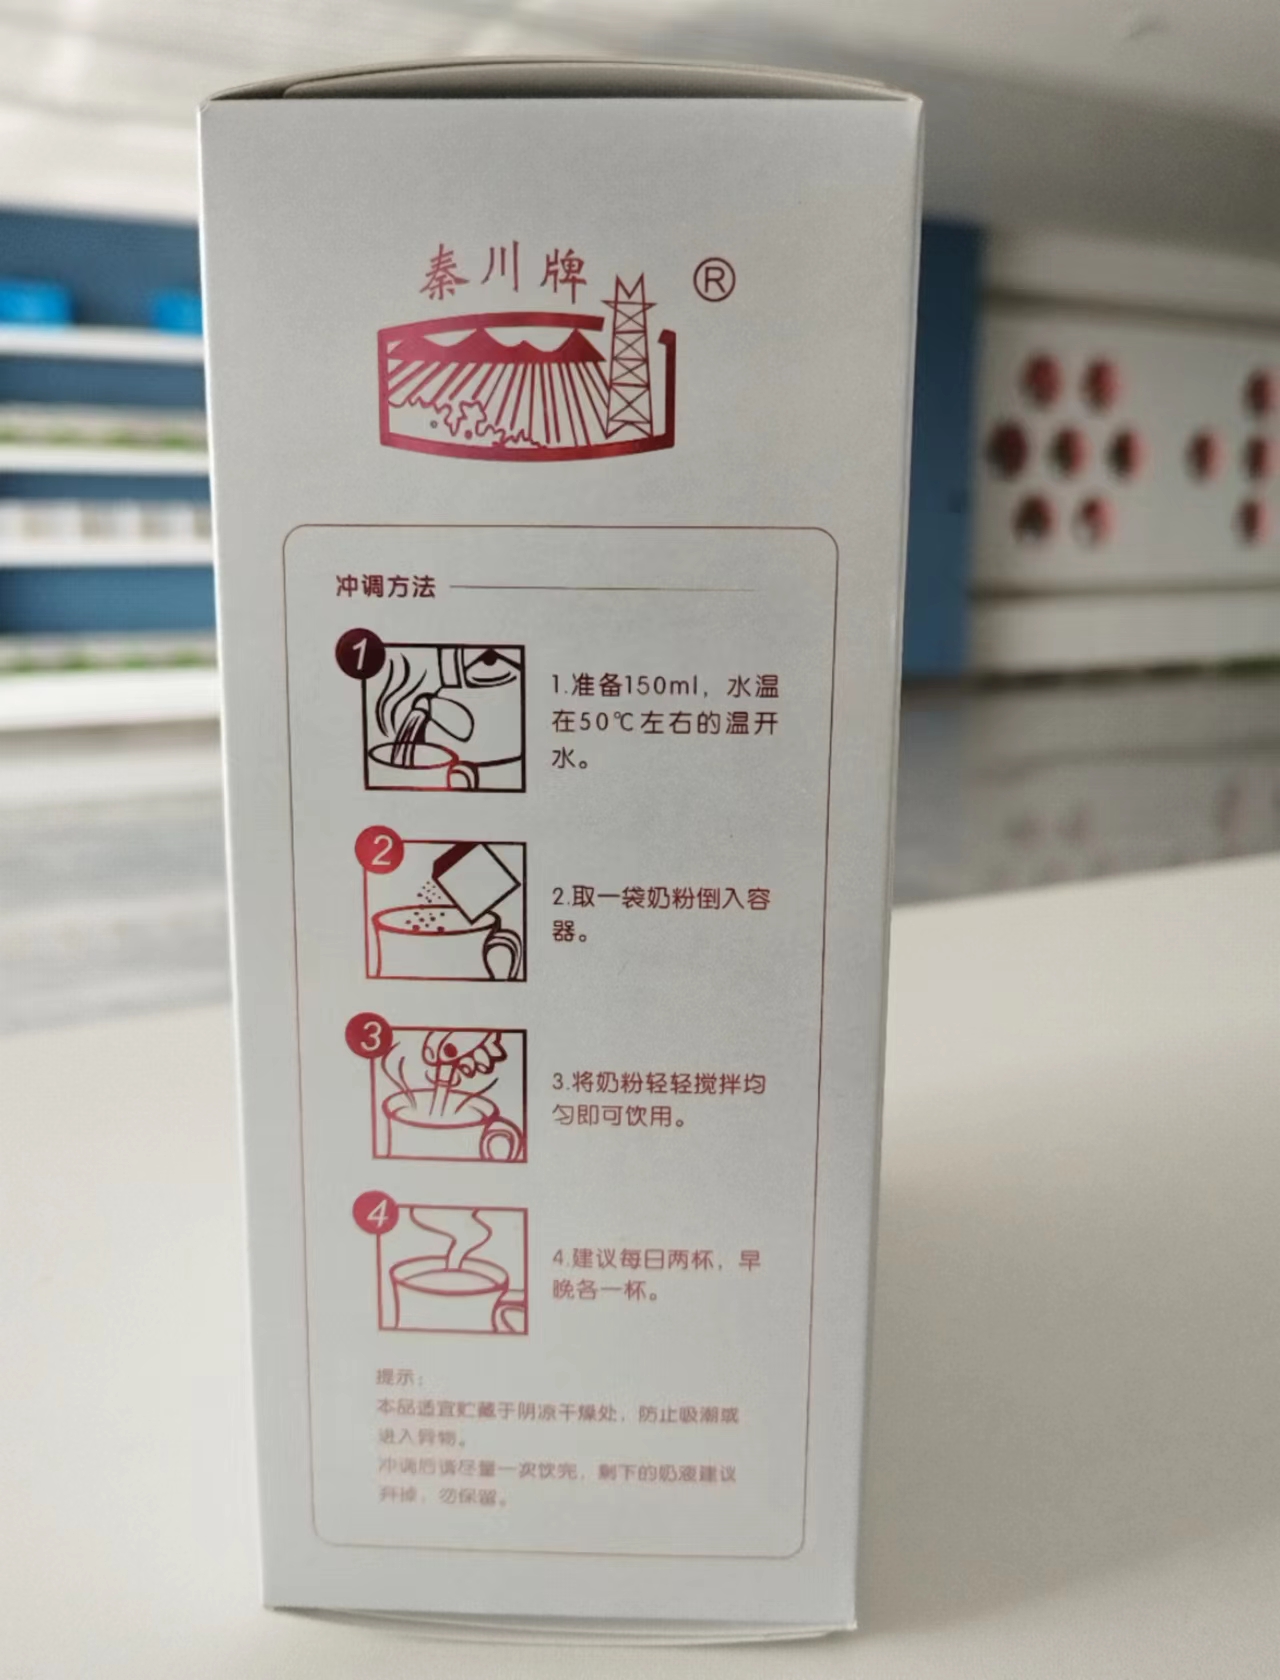 秦川牌 ®
冲调方法
1
1.准备150ml，水温
在50℃左右的温开
水。
2
2.取一袋奶粉倒入容
器。
3
3.将奶粉轻轻搅拌均
匀即可饮用。
4
4.建议每日两杯，早
晚各一杯。
提示：
本品适宜贮藏于阴凉干燥处，防止吸潮或
进入异物。
冲调后请尽量一次饮完，剩下的奶液建议
弃掉，勿保留。